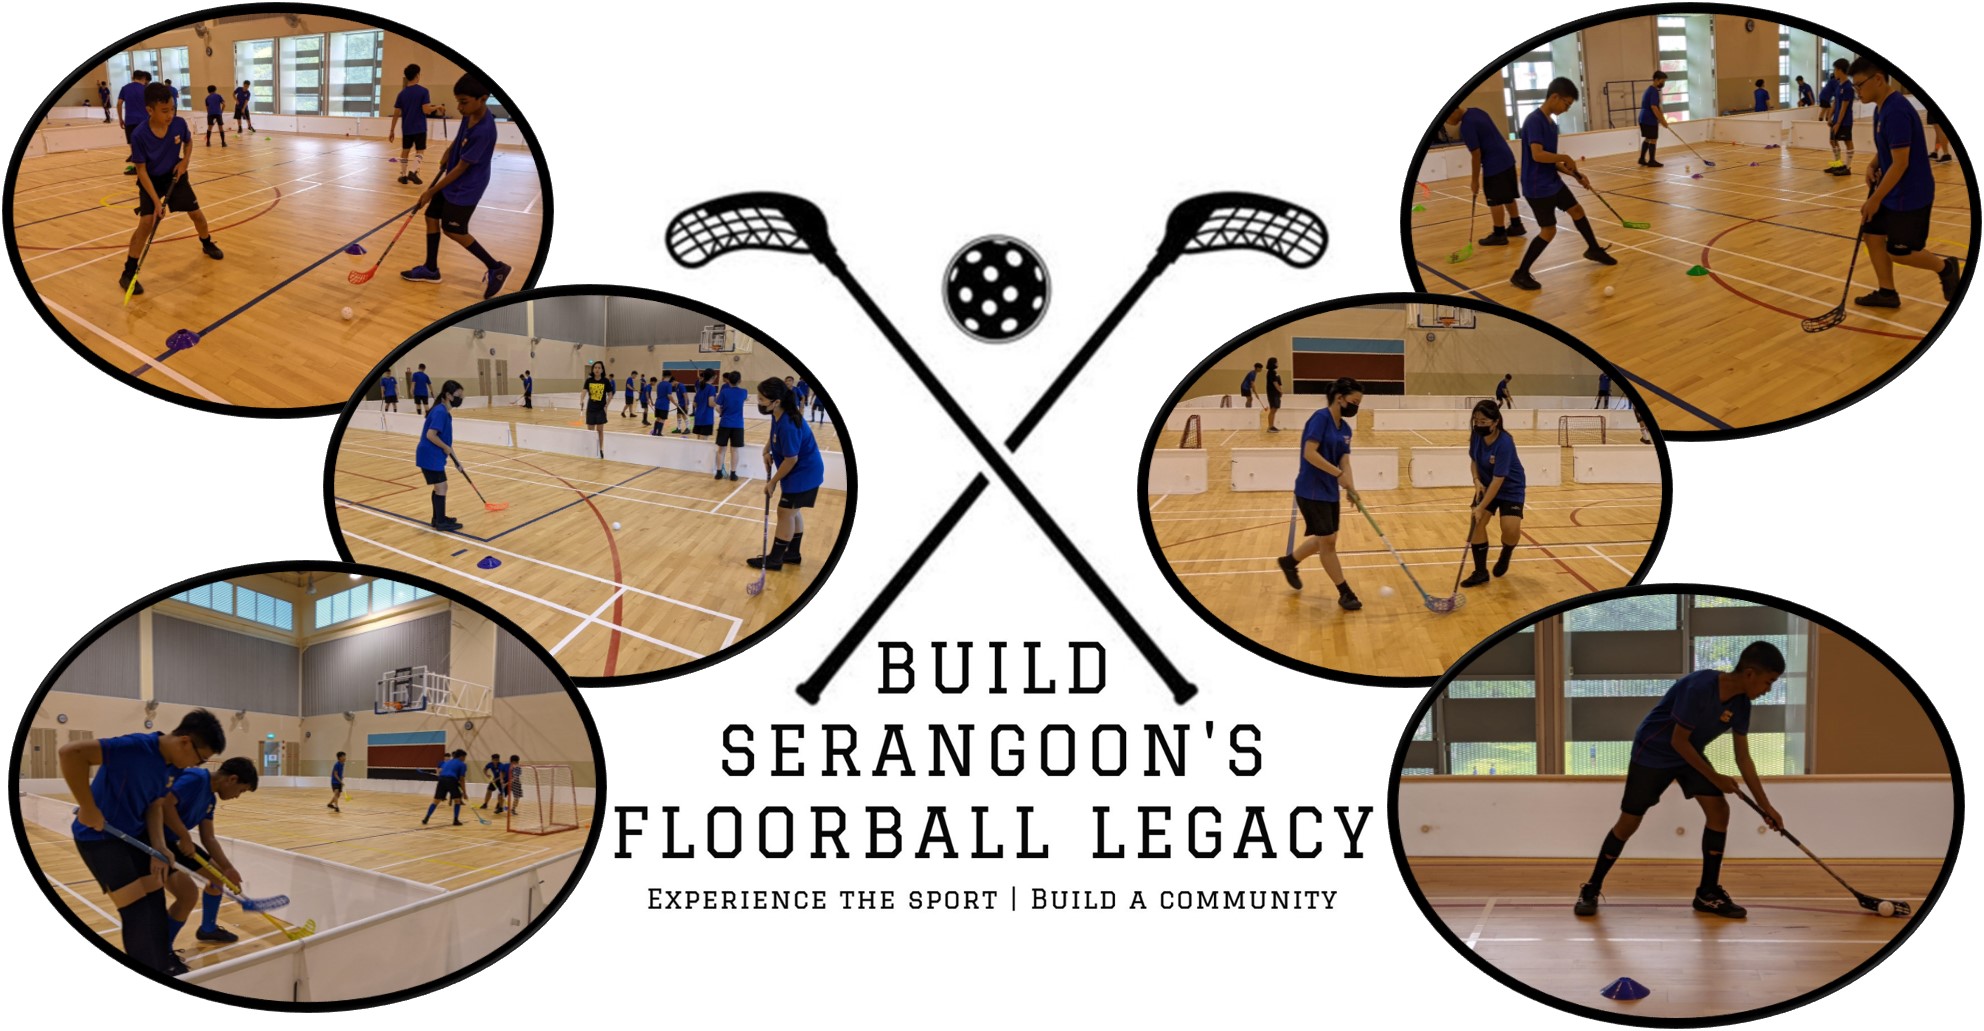 BUILD
SERANGOON'S
FLOORBALL LEGACY
EXPERIENCE THE SPORT | BUILD A COMMUNITY